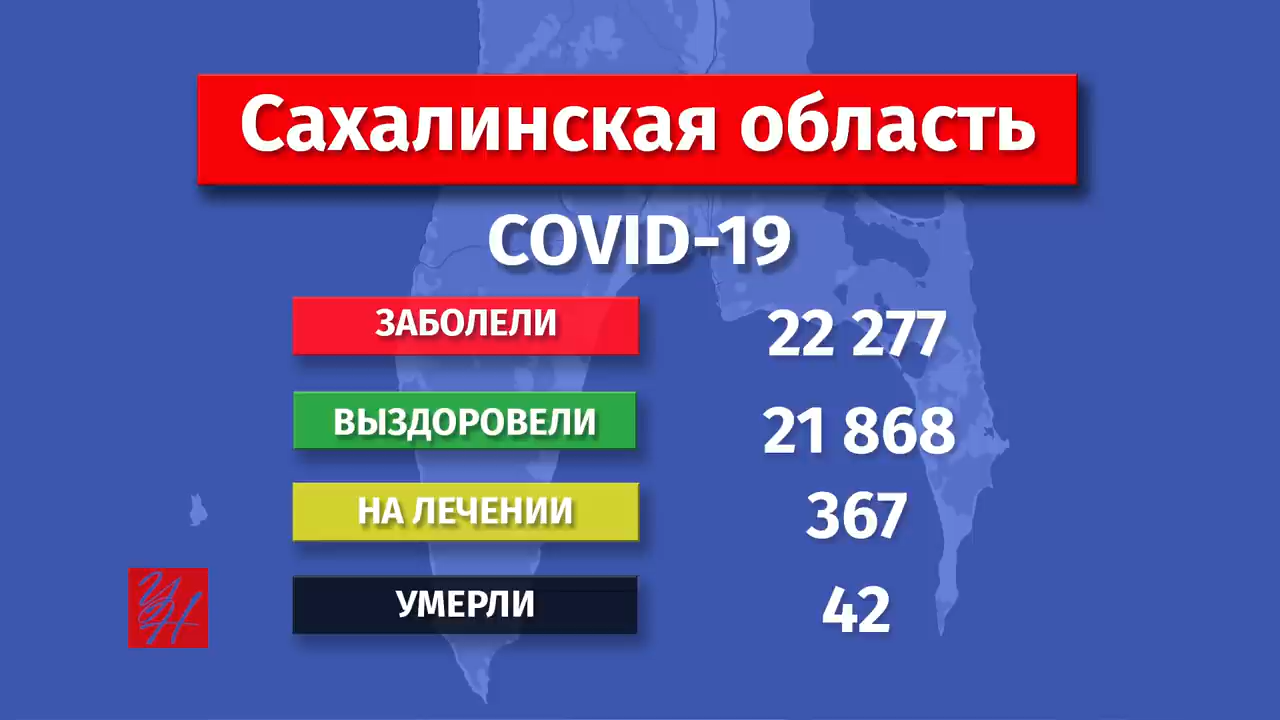 Сахалинская область
COVID-19
ЗАБОЛЕЛИ 22 277
ВЫЗДОРОВЕЛИ 21 868
НА ЛЕЧЕНИИ 367
УМЕРЛИ 42